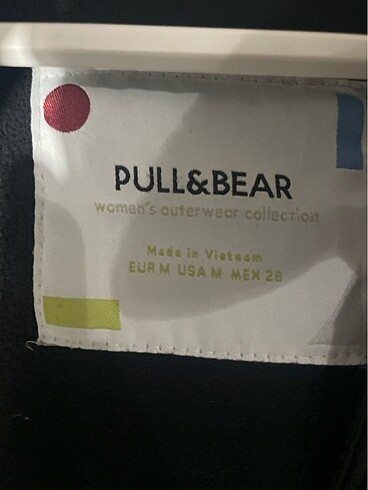 PULL&BEAR
women's outerwear collection
Made in Vietnam
EUR M USA M MEX 28